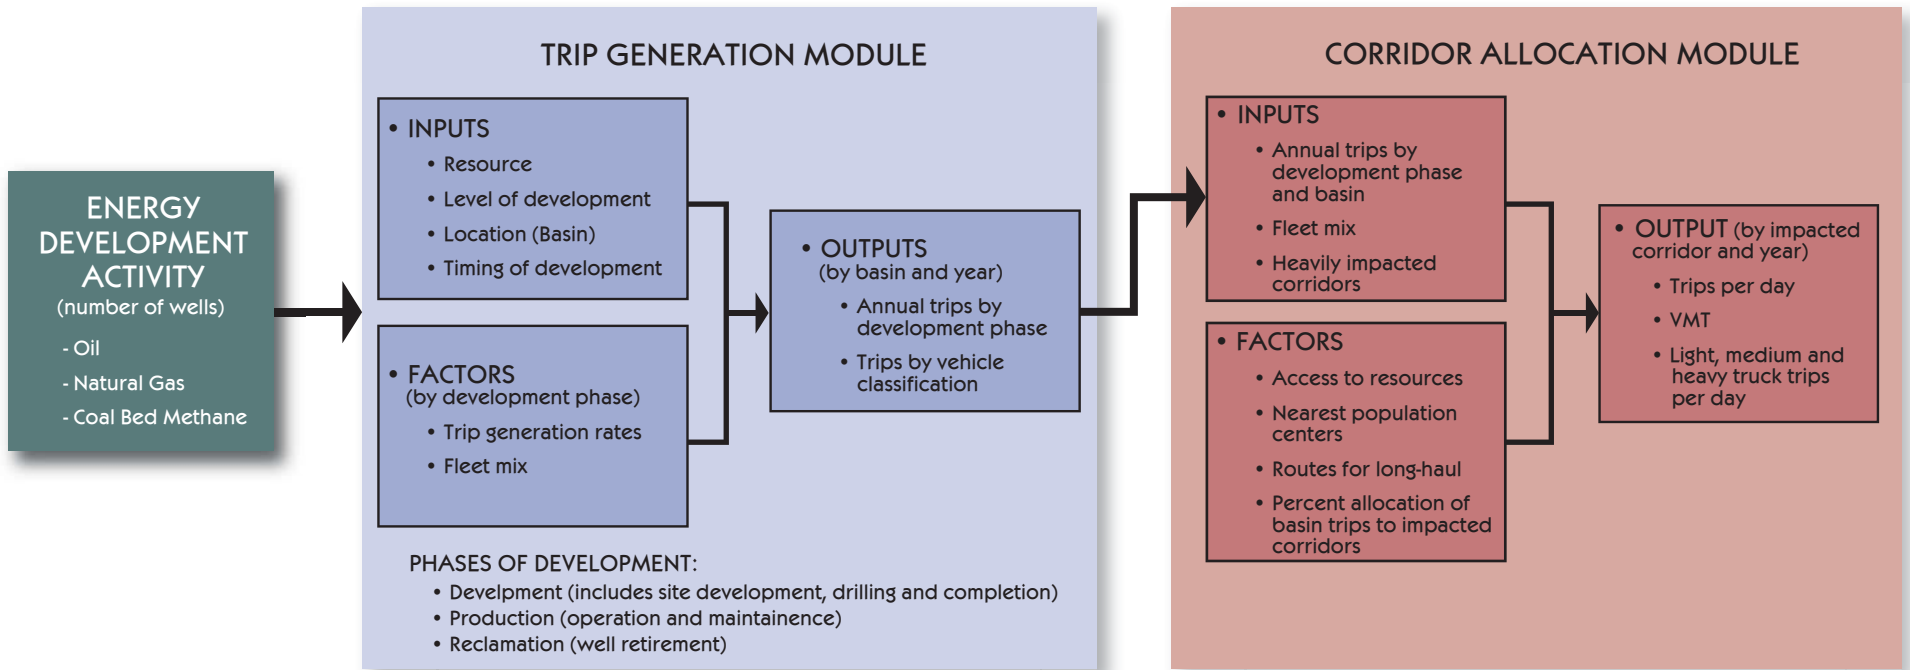 ENERGY
DEVELOPMENT
ACTIVITY
(number of wells)
- Oil
- Natural Gas
- Coal Bed Methane
TRIP GENERATION MODULE
• INPUTS
• Resource
• Level of development
• Location (Basin)
• Timing of development
• FACTORS
(by development phase)
• Trip generation rates
• Fleet mix
• OUTPUTS
(by basin and year)
• Annual trips by
development phase
• Trips by vehicle
classification
PHASES OF DEVELOPMENT:
• Develpment (includes site development, drilling and completion)
• Production (operation and maintainence)
• Reclamation (well retirement)
CORRIDOR ALLOCATION MODULE
• INPUTS
• Annual trips by
development phase
and basin
• Fleet mix
• Heavily impacted
corridors
• FACTORS
• Access to resources
• Nearest population
centers
• Routes for long-haul
• Percent allocation of
basin trips to impacted
corridors
• OUTPUT (by impacted
corridor and year)
• Trips per day
• VMT
• Light, medium and
heavy truck trips
per day